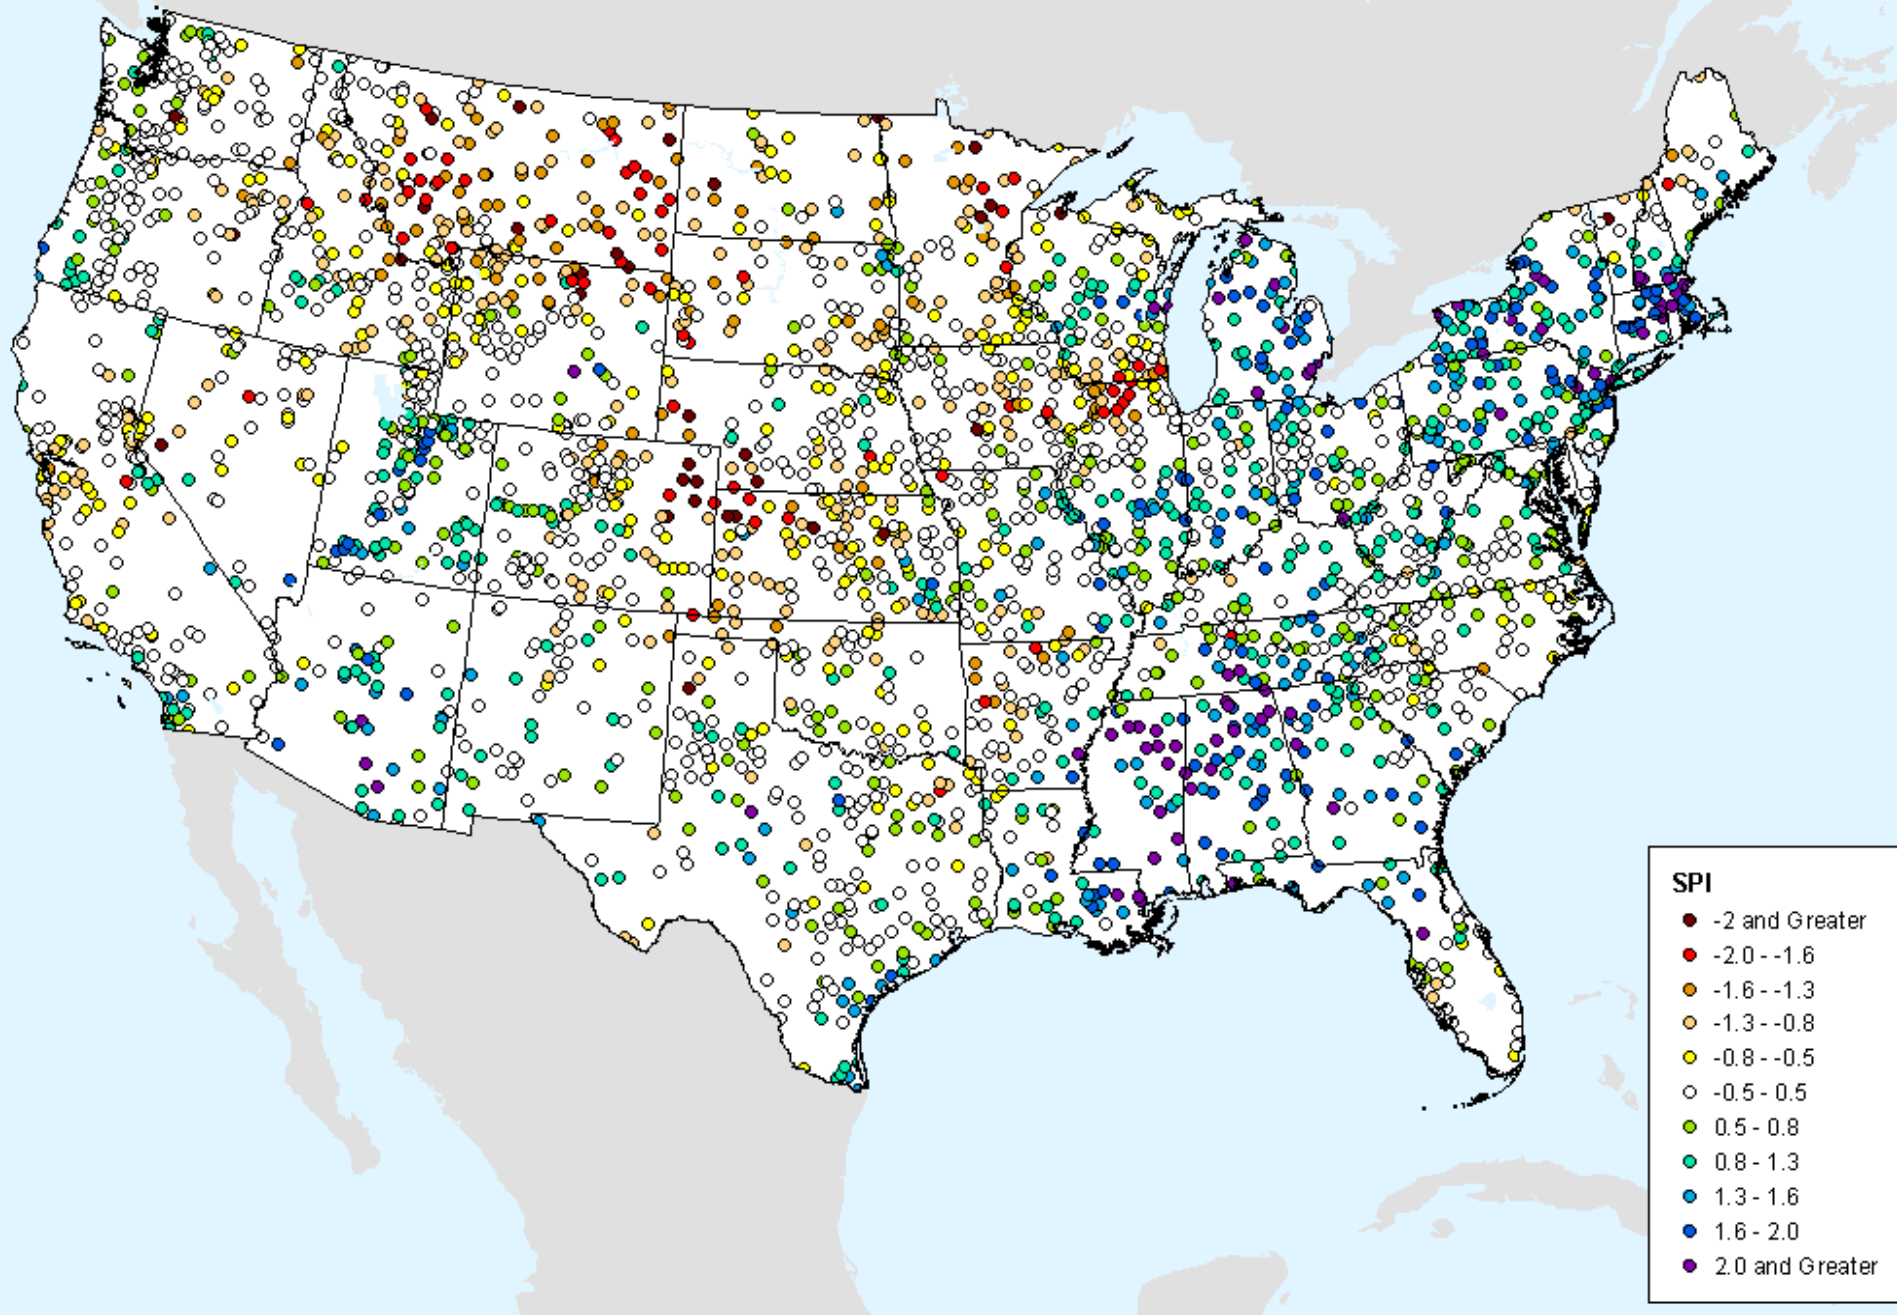 SPI
-2 and Greater
-2.0 - -1.6
-1.6 - -1.3
-1.3 - -0.8
-0.8 - -0.5
-0.5 - 0.5
0.5 - 0.8
0.8 - 1.3
1.3 - 1.6
1.6 - 2.0
2.0 and Greater